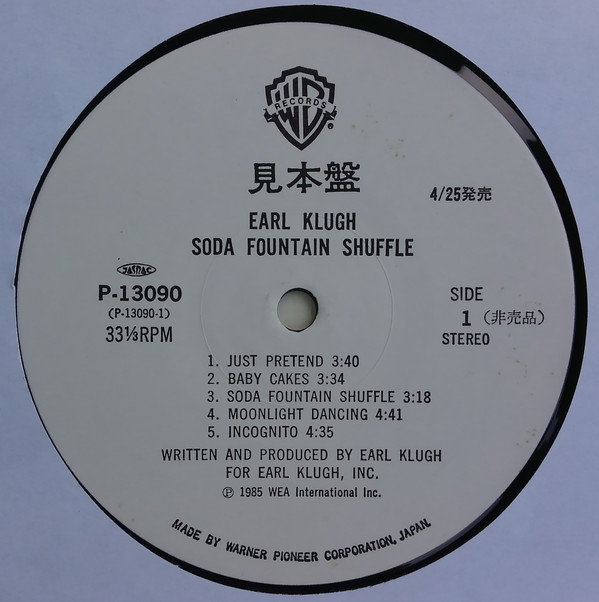 WB
RECORDS
®
見本盤
4/25発売
EARL KLUGH
SODA FOUNTAIN SHUFFLE
JASRAC
P-13090
(P-13090-1)
33⅓RPM
SIDE
1 (非売品)
STEREO
1. JUST PRETEND 3:40
2. BABY CAKES 3:34
3. SODA FOUNTAIN SHUFFLE 3:18
4. MOONLIGHT DANCING 4:41
5. INCOGNITO 4:35
WRITTEN AND PRODUCED BY EARL KLUGH
FOR EARL KLUGH, INC.
℗ 1985 WEA International Inc.
MADE BY WARNER PIONEER CORPORATION, JAPAN.